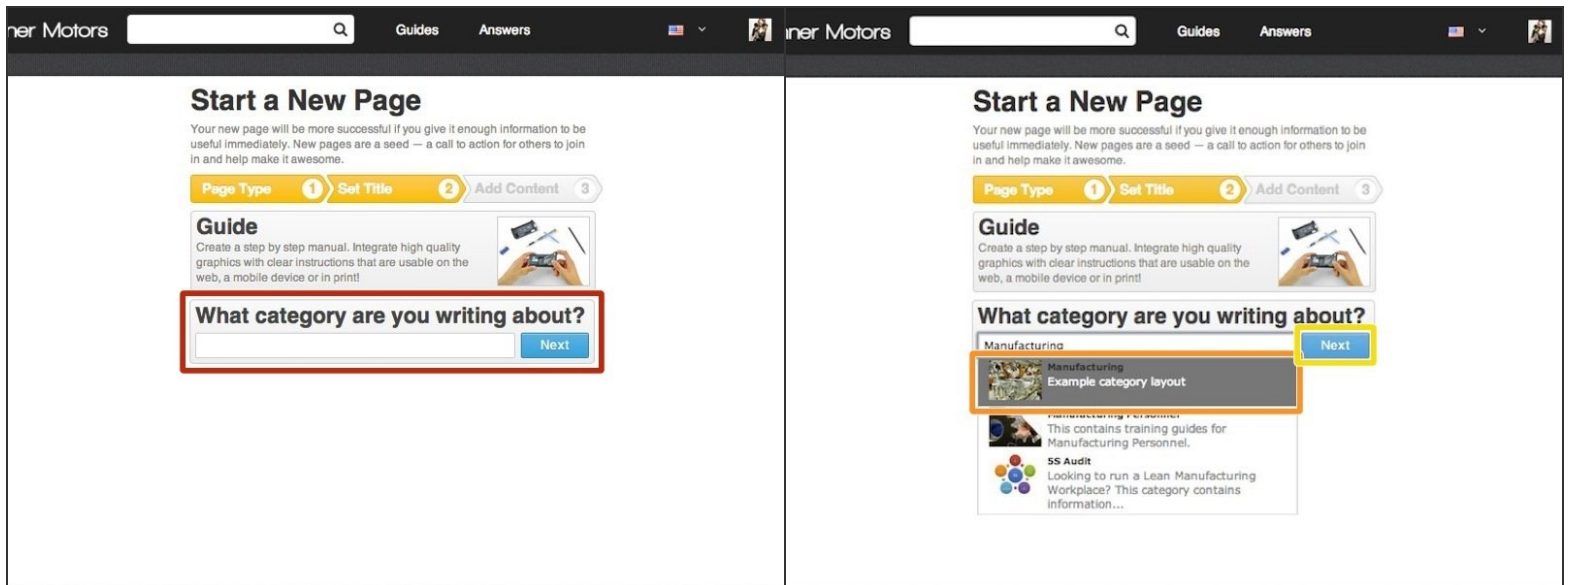 ner Motors
Guides
Answers
Start a New Page
Your new page will be more successful if you give it enough information to be
useful immediately. New pages are a seed — a call to action for others to join
in and help make it awesome.
Page Type 1 Set Title 2 Add Content 3
Guide
Create a step by step manual. Integrate high quality
graphics with clear instructions that are usable on the
web, a mobile device or in print!
What category are you writing about?
Next
nner Motors
Guides
Answers
Start a New Page
Your new page will be more successful if you give it enough information to be
useful immediately. New pages are a seed — a call to action for others to join
in and help make it awesome.
Page Type 1 Set Title 2 Add Content 3
Guide
Create a step by step manual. Integrate high quality
graphics with clear instructions that are usable on the
web, a mobile device or in print!
What category are you writing about?
Manufacturing
Next
Manufacturing
Example category layout
Manufacturing Personnel
This contains training guides for
Manufacturing Personnel.
5S Audit
Looking to run a Lean Manufacturing
Workplace? This category contains
information...